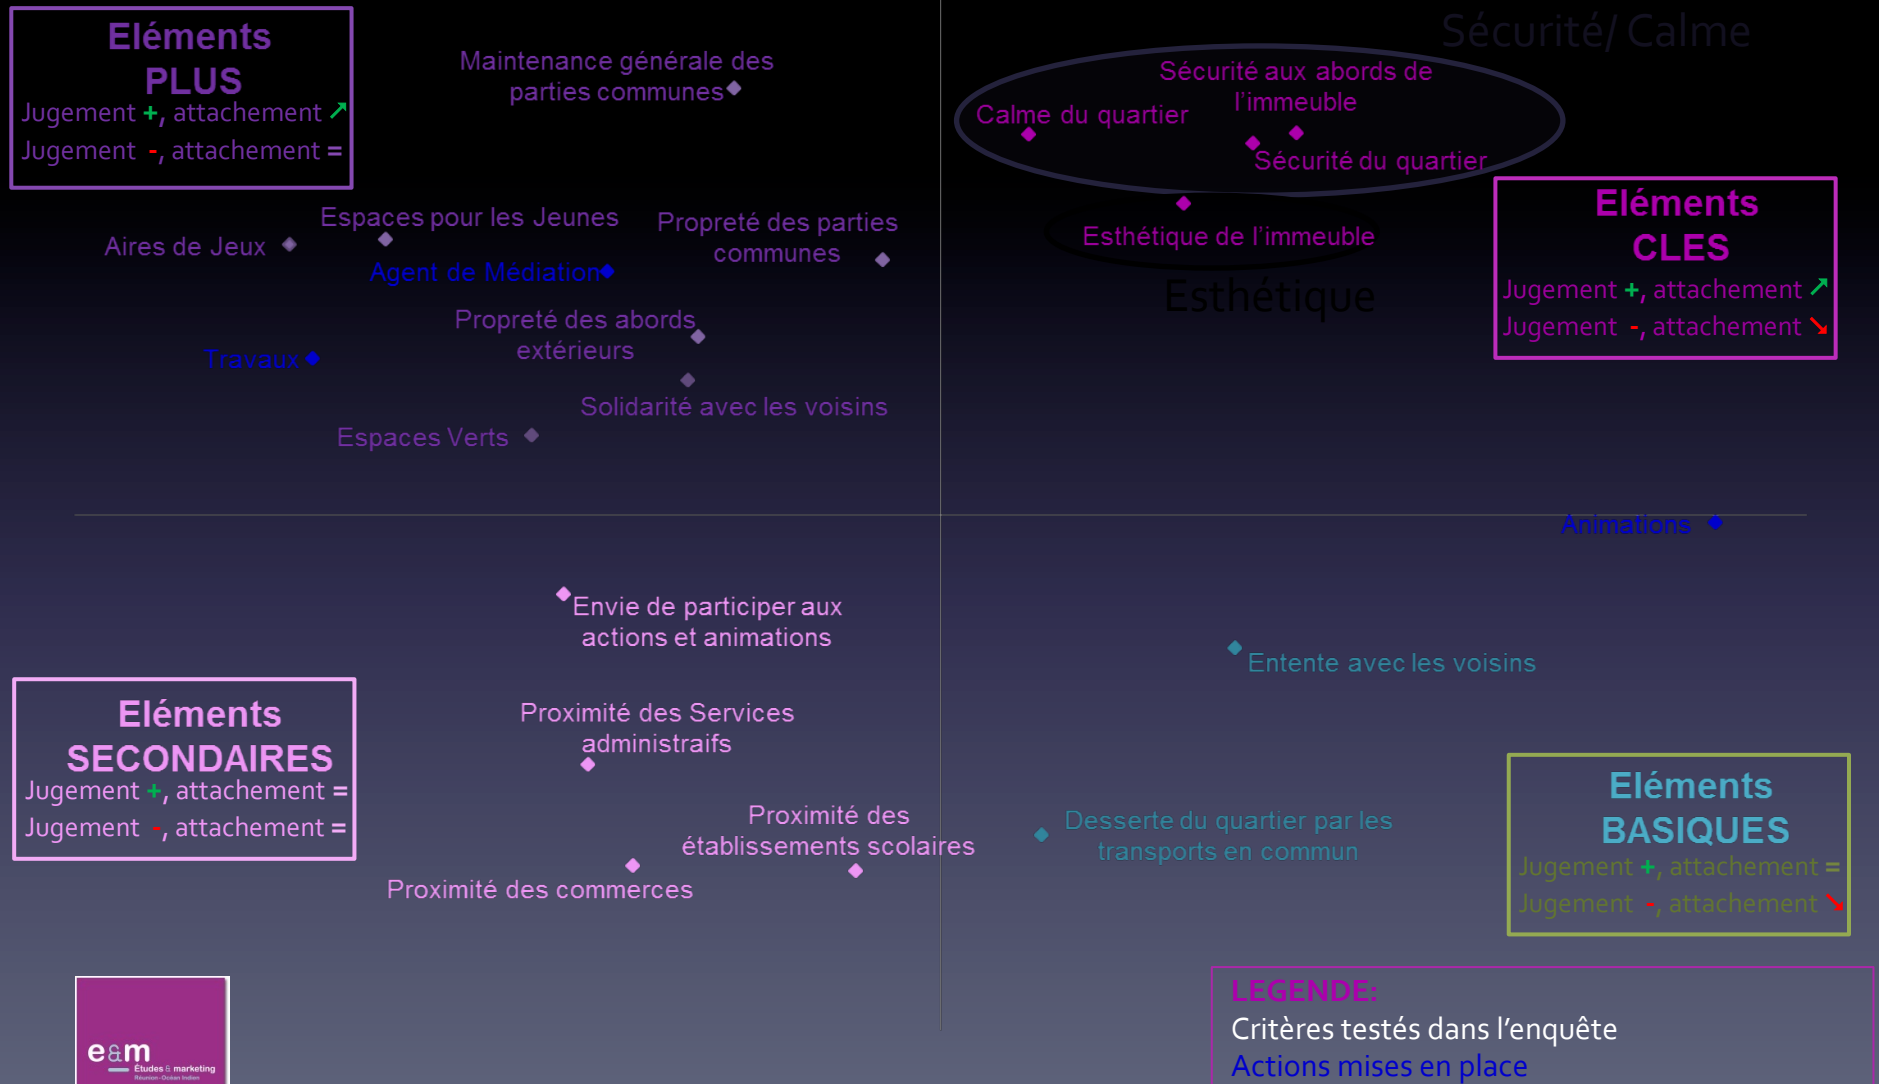 Eléments
PLUS
Jugement +, attachement ➚
Jugement -, attachement =
Maintenance générale des
parties communes
Sécurité/ Calme
Sécurité aux abords de
l'immeuble
Calme du quartier
Sécurité du quartier
Eléments
CLES
Jugement +, attachement ➚
Jugement -, attachement ➘
Espaces pour les Jeunes
Propreté des parties
communes
Aires de Jeux
Agent de Médiation
Esthétique de l'immeuble
Esthétique
Propreté des abords
extérieurs
Travaux
Solidarité avec les voisins
Espaces Verts
Animations
Envie de participer aux
actions et animations
Entente avec les voisins
Eléments
SECONDAIRES
Jugement +, attachement =
Jugement -, attachement =
Proximité des Services
administraifs
Proximité des
établissements scolaires
Proximité des commerces
Desserte du quartier par les
transports en commun
Eléments
BASIQUES
Jugement +, attachement =
Jugement -, attachement ➘
LEGENDE:
Critères testés dans l'enquête
Actions mises en place
e&m
Études & marketing
Réunion - Océan Indien